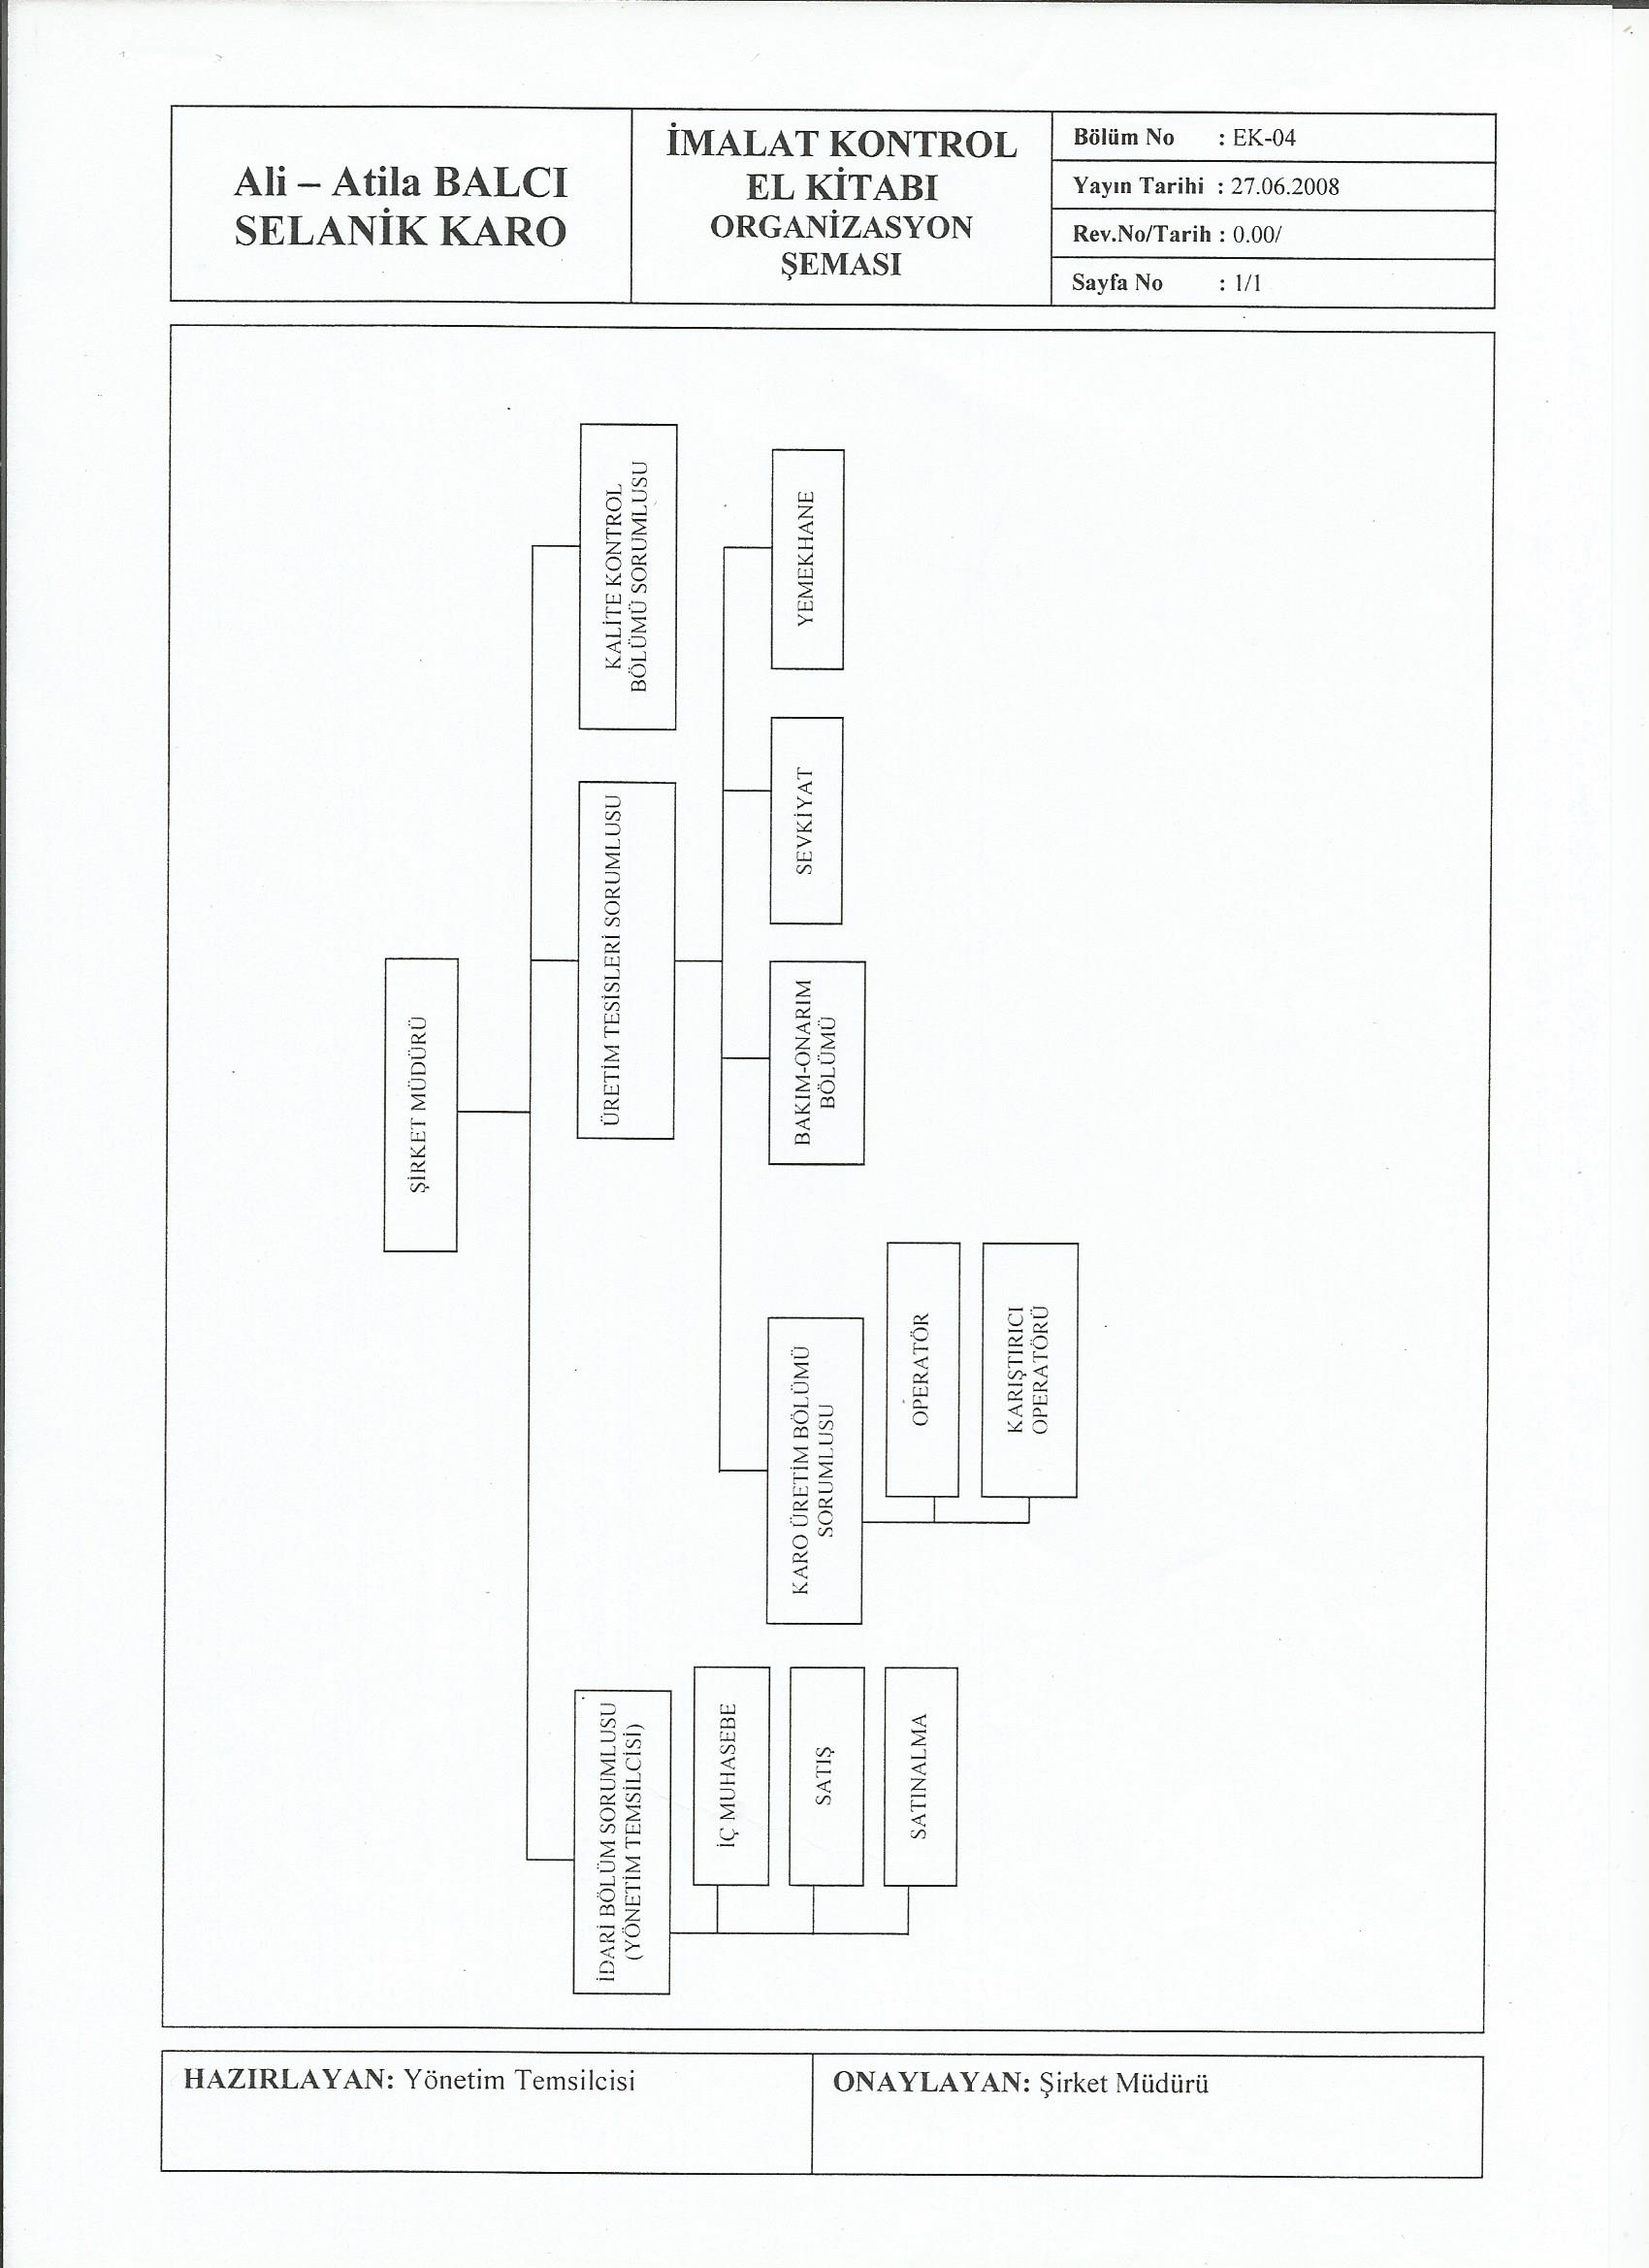 Ali – Atila BALCI
SELANİK KARO
İMALAT KONTROL
EL KİTABI
ORGANİZASYON
ŞEMASI
Bölüm No : EK-04
Yayın Tarihi : 27.06.2008
Rev.No/Tarih : 0.00/
Sayfa No : 1/1
ŞİRKET MÜDÜRÜ
İDARİ BÖLÜM SORUMLUSU
(YÖNETİM TEMSİLCİSİ)
İÇ MUHASEBE
SATIŞ
SATINALMA
ÜRETİM TESİSLERİ SORUMLUSU
KARO ÜRETİM BÖLÜMÜ
SORUMLUSU
OPERATÖR
KARIŞTIRICI
OPERATÖRÜ
BAKIM-ONARIM
BÖLÜMÜ
SEVKİYAT
YEMEKHANE
KALİTE KONTROL
BÖLÜMÜ SORUMLUSU
HAZIRLAYAN: Yönetim Temsilcisi
ONAYLAYAN: Şirket Müdürü